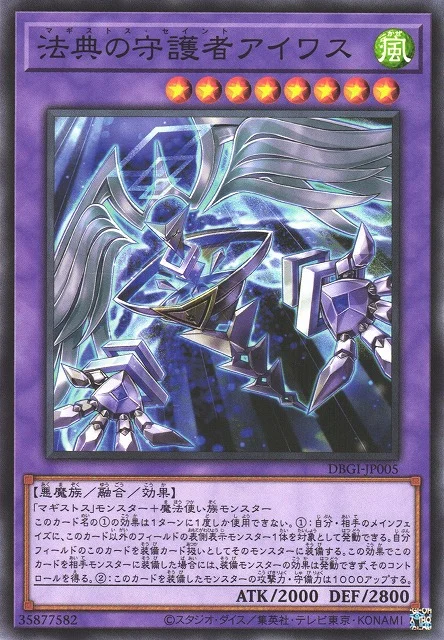 マギストス・セイント
法典の守護者アイワス
かぜ
風
DBGI-JP005
【悪魔族／融合／効果】
「マギストス」モンスター＋魔法使い族モンスター
このカード名の①の効果は1ターンに1度しか使用できない。①：自分・相手のメインフェ
イズに、このカード以外のフィールドの表側表示モンスター1体を対象として発動できる。自分
フィールドのこのカードを装備カード扱いとしてそのモンスターに装備する。この効果でこ
のカードを相手モンスターに装備した場合には、装備モンスターの効果は発動できず、そのコント
ロールを得る。②：このカードを装備したモンスターの攻撃力・守備力は1000アップする。
ATK/2000 DEF/2800
35877582
©スタジオ・ダイス／集英社・テレビ東京・KONAMI